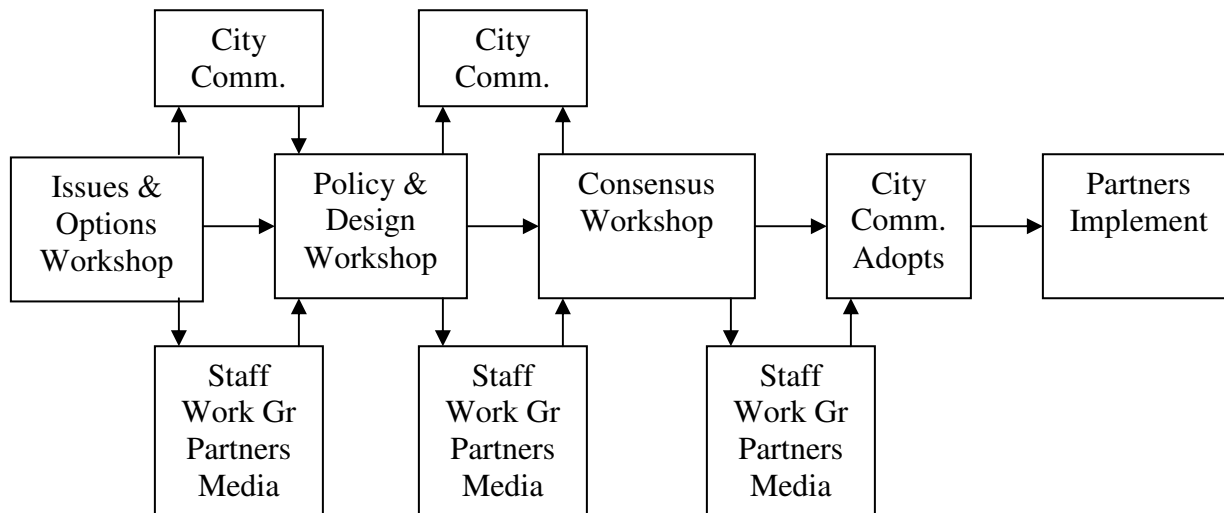 City
Comm.
City
Comm.
Issues &
Options
Workshop
Policy &
Design
Workshop
Consensus
Workshop
City
Comm.
Adopts
Partners
Implement
Staff
Work Gr
Partners
Media
Staff
Work Gr
Partners
Media
Staff
Work Gr
Partners
Media